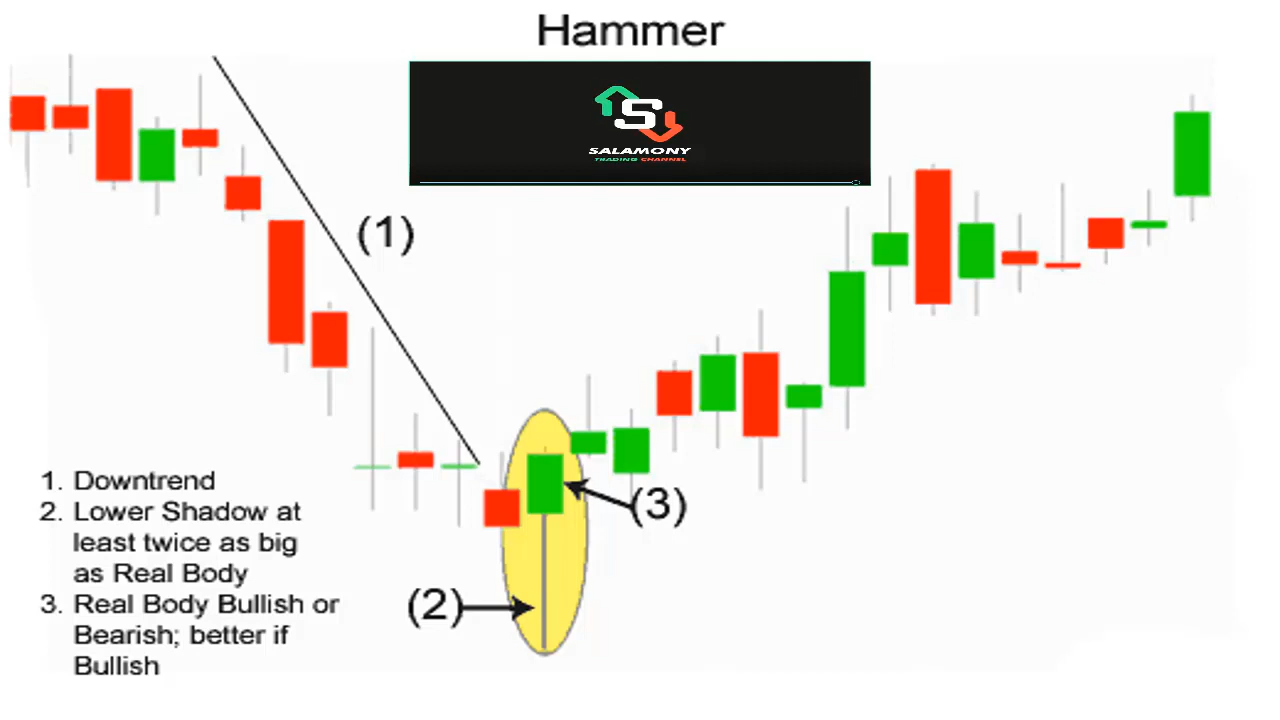 Hammer
S
SALAMONY
TRADING CHANNEL
(1)
(3)
(2)
1. Downtrend
2. Lower Shadow at
least twice as big
as Real Body
3. Real Body Bullish or
Bearish; better if
Bullish